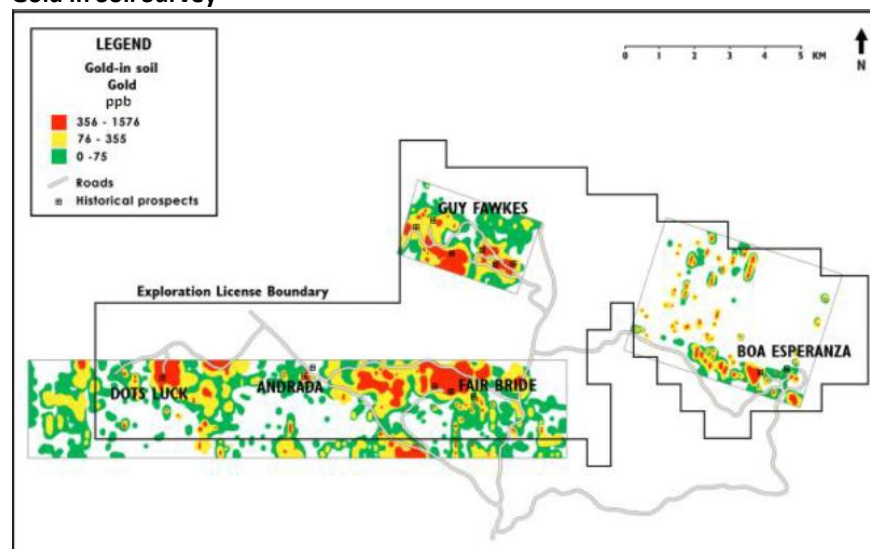 Gold in Soil Survey
LEGEND
Gold-in soil
Gold
ppb
356 - 1576
76 - 355
0 -75
Roads
Historical prospects
0 1 2 3 4 5 KM
N
GUY FAWKES
Exploration License Boundary
BOA ESPERANZA
DOTS LUCK
ANDRADA
FAIR BRIDE